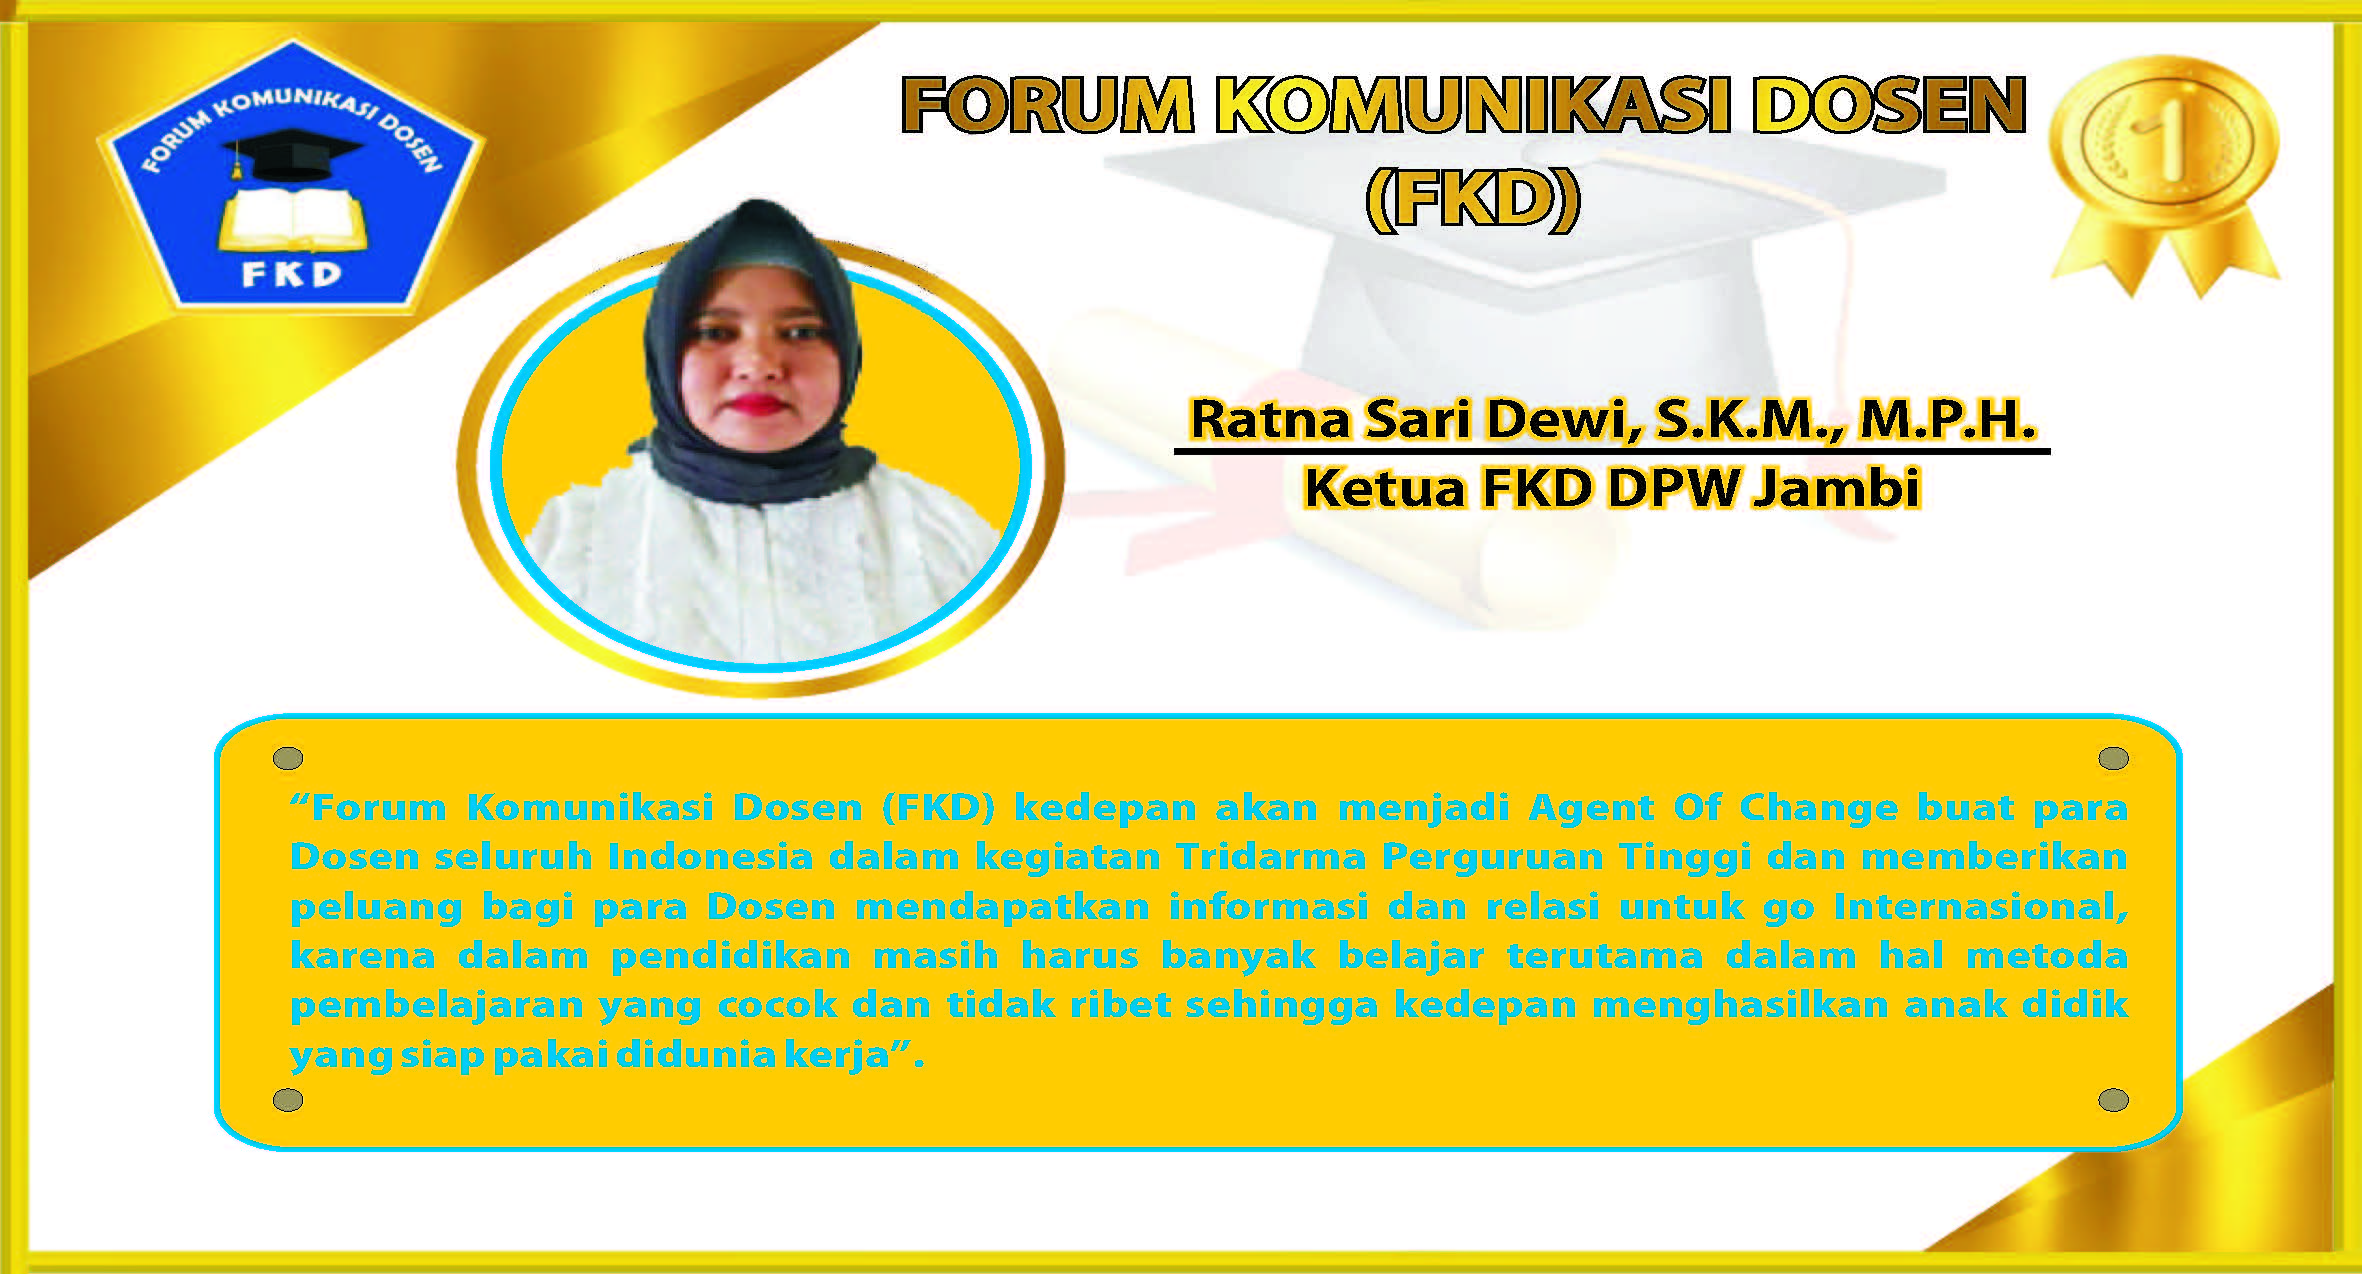 FORUM KOMUNIKASI DOSEN
FKD
FORUM KOMUNIKASI DOSEN
(FKD)
1
Ratna Sari Dewi, S.K.M., M.P.H.
Ketua FKD DPW Jambi
“Forum Komunikasi Dosen (FKD) kedepan akan menjadi Agent Of Change buat para
Dosen seluruh Indonesia dalam kegiatan Tridarma Perguruan Tinggi dan memberikan
peluang bagi para Dosen mendapatkan informasi dan relasi untuk go Internasional,
karena dalam pendidikan masih harus banyak belajar terutama dalam hal metoda
pembelajaran yang cocok dan tidak ribet sehingga kedepan menghasilkan anak didik
yang siap pakai didunia kerja”.